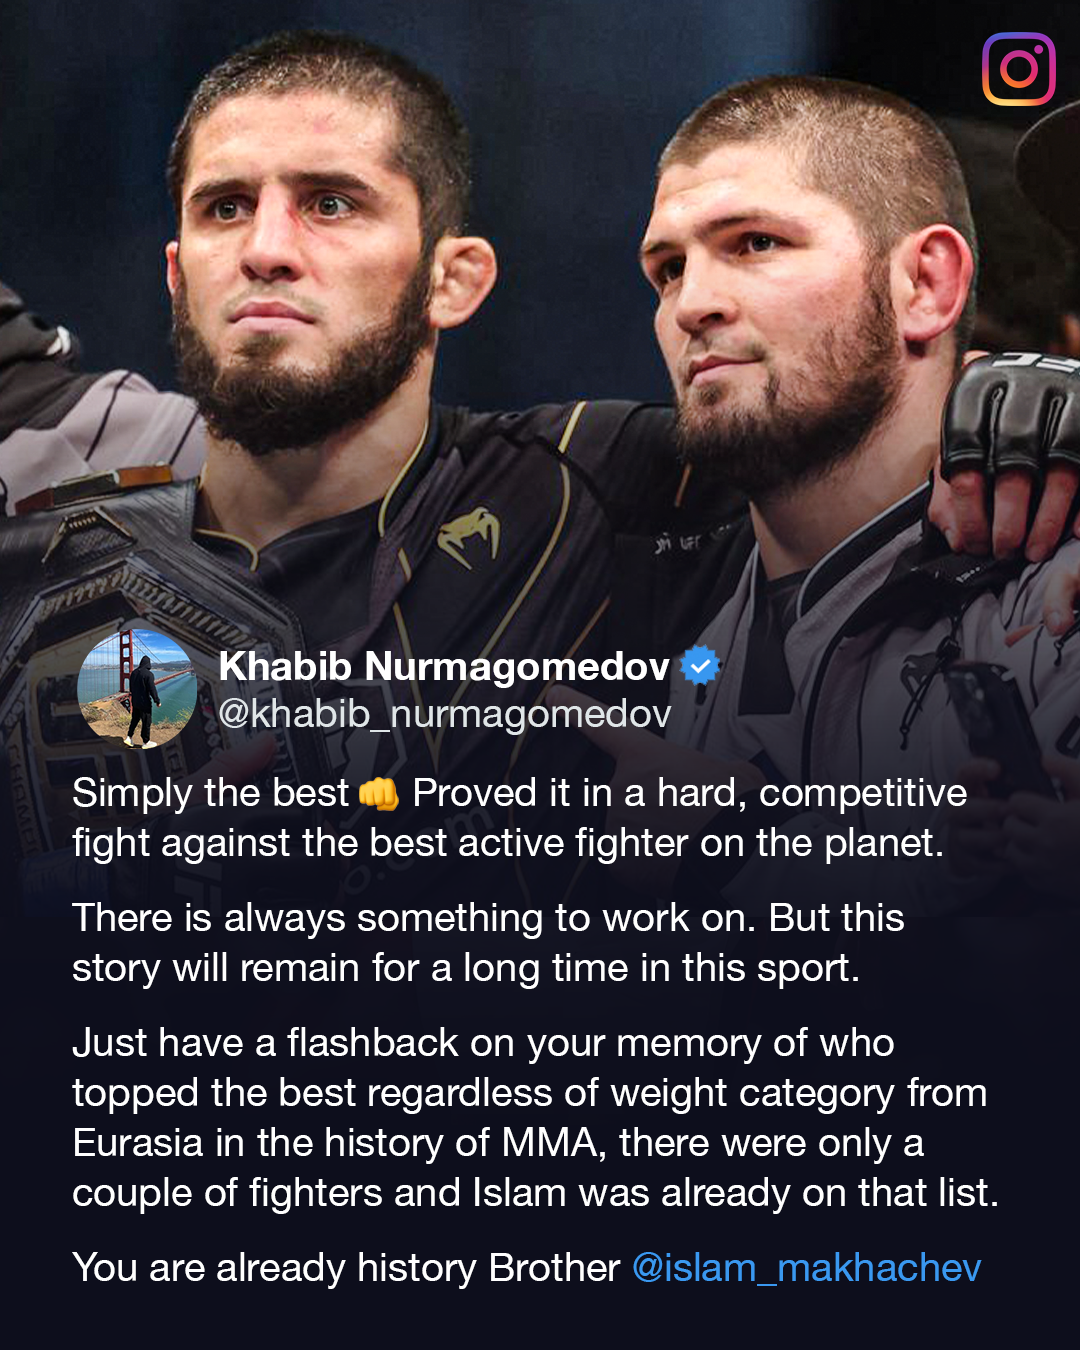 UFC
Khabib Nurmagomedov
@khabib_nurmagomedov
Simply the best 👊 Proved it in a hard, competitive
fight against the best active fighter on the planet.
There is always something to work on. But this
story will remain for a long time in this sport.
Just have a flashback on your memory of who
topped the best regardless of weight category from
Eurasia in the history of MMA, there were only a
couple of fighters and Islam was already on that list.
You are already history Brother @islam_makhachev